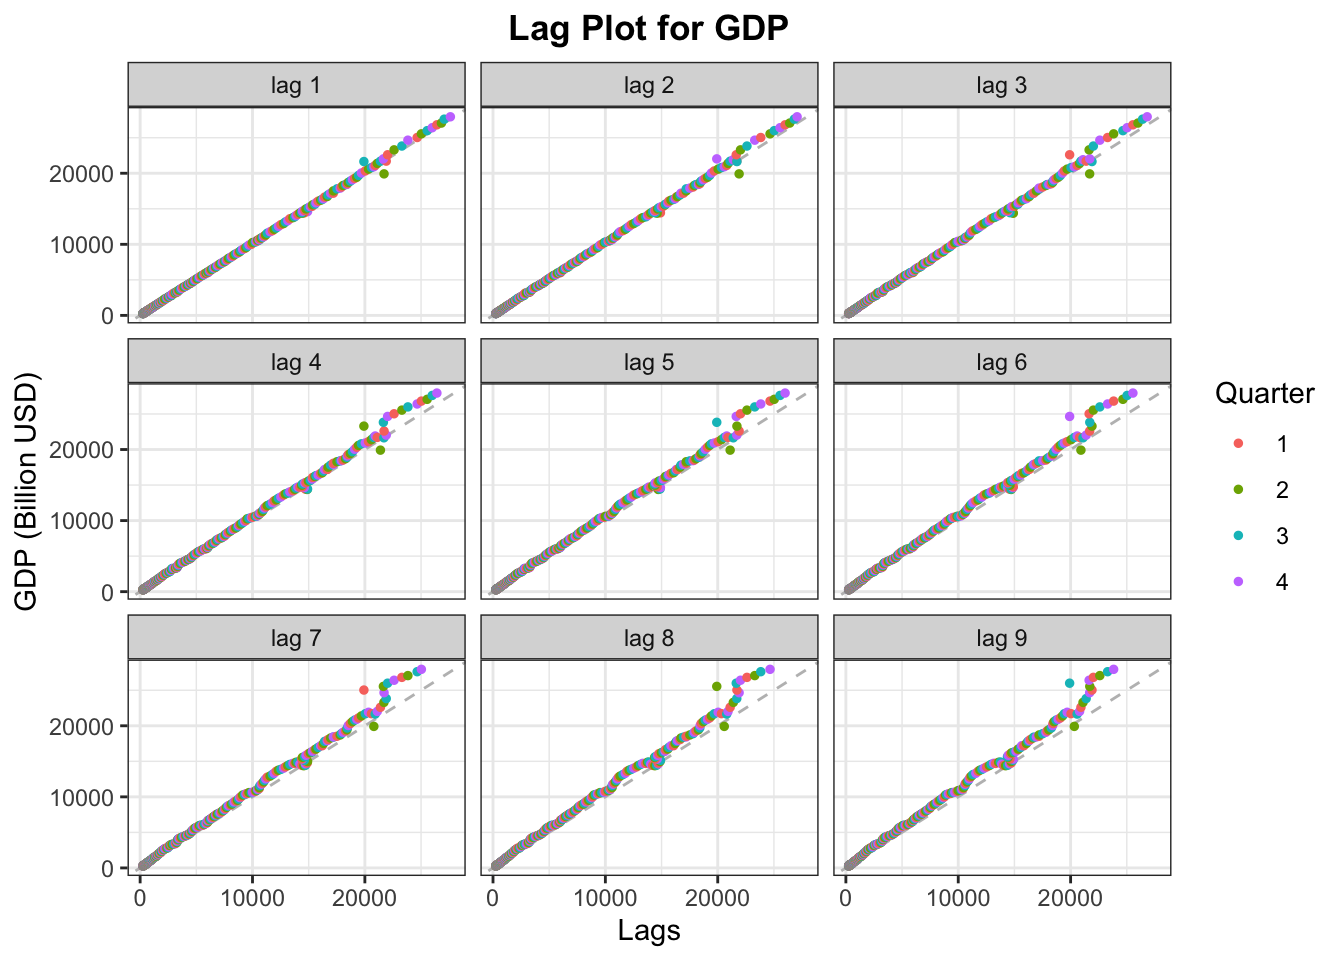 Lag Plot for GDP
lag 1
lag 2
lag 3
20000
10000
0
lag 4
lag 5
lag 6
20000
10000
0
lag 7
lag 8
lag 9
20000
10000
0
0 10000 20000
0 10000 20000
0 10000 20000
Lags
GDP (Billion USD)
Quarter
1
2
3
4